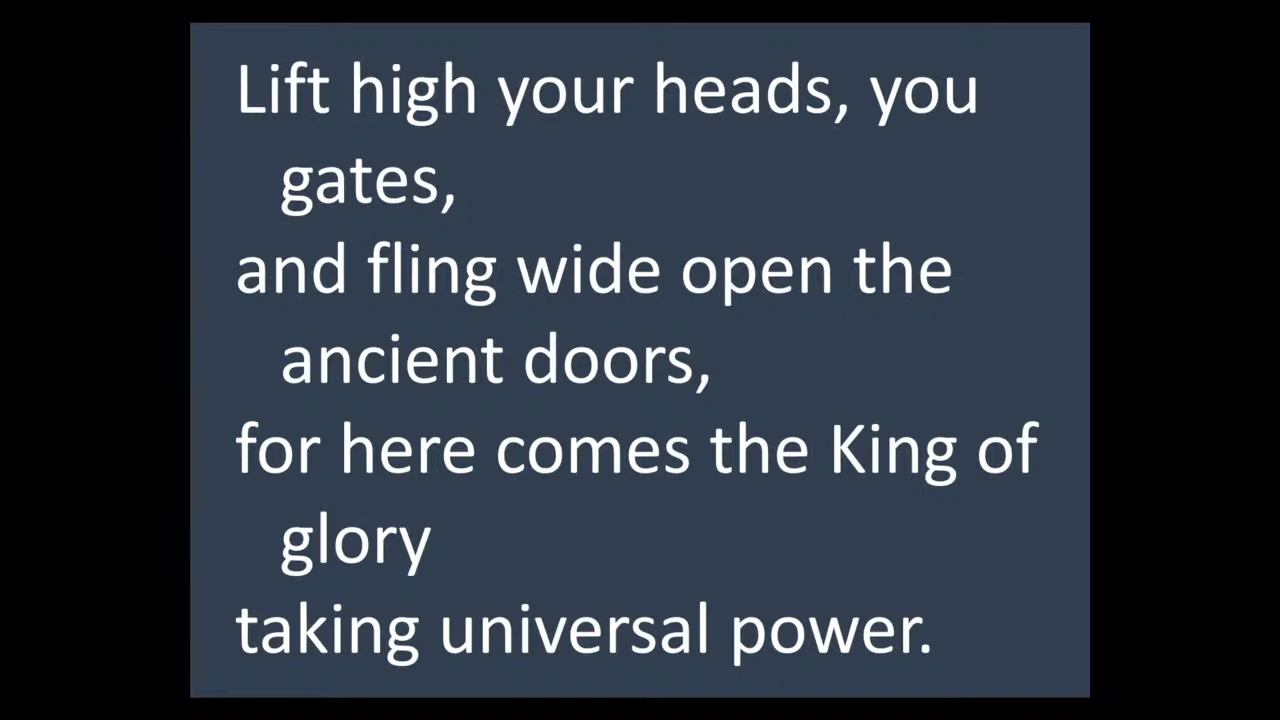 Lift high your heads, you
gates,
and fling wide open the
ancient doors,
for here comes the King of
glory
taking universal power.